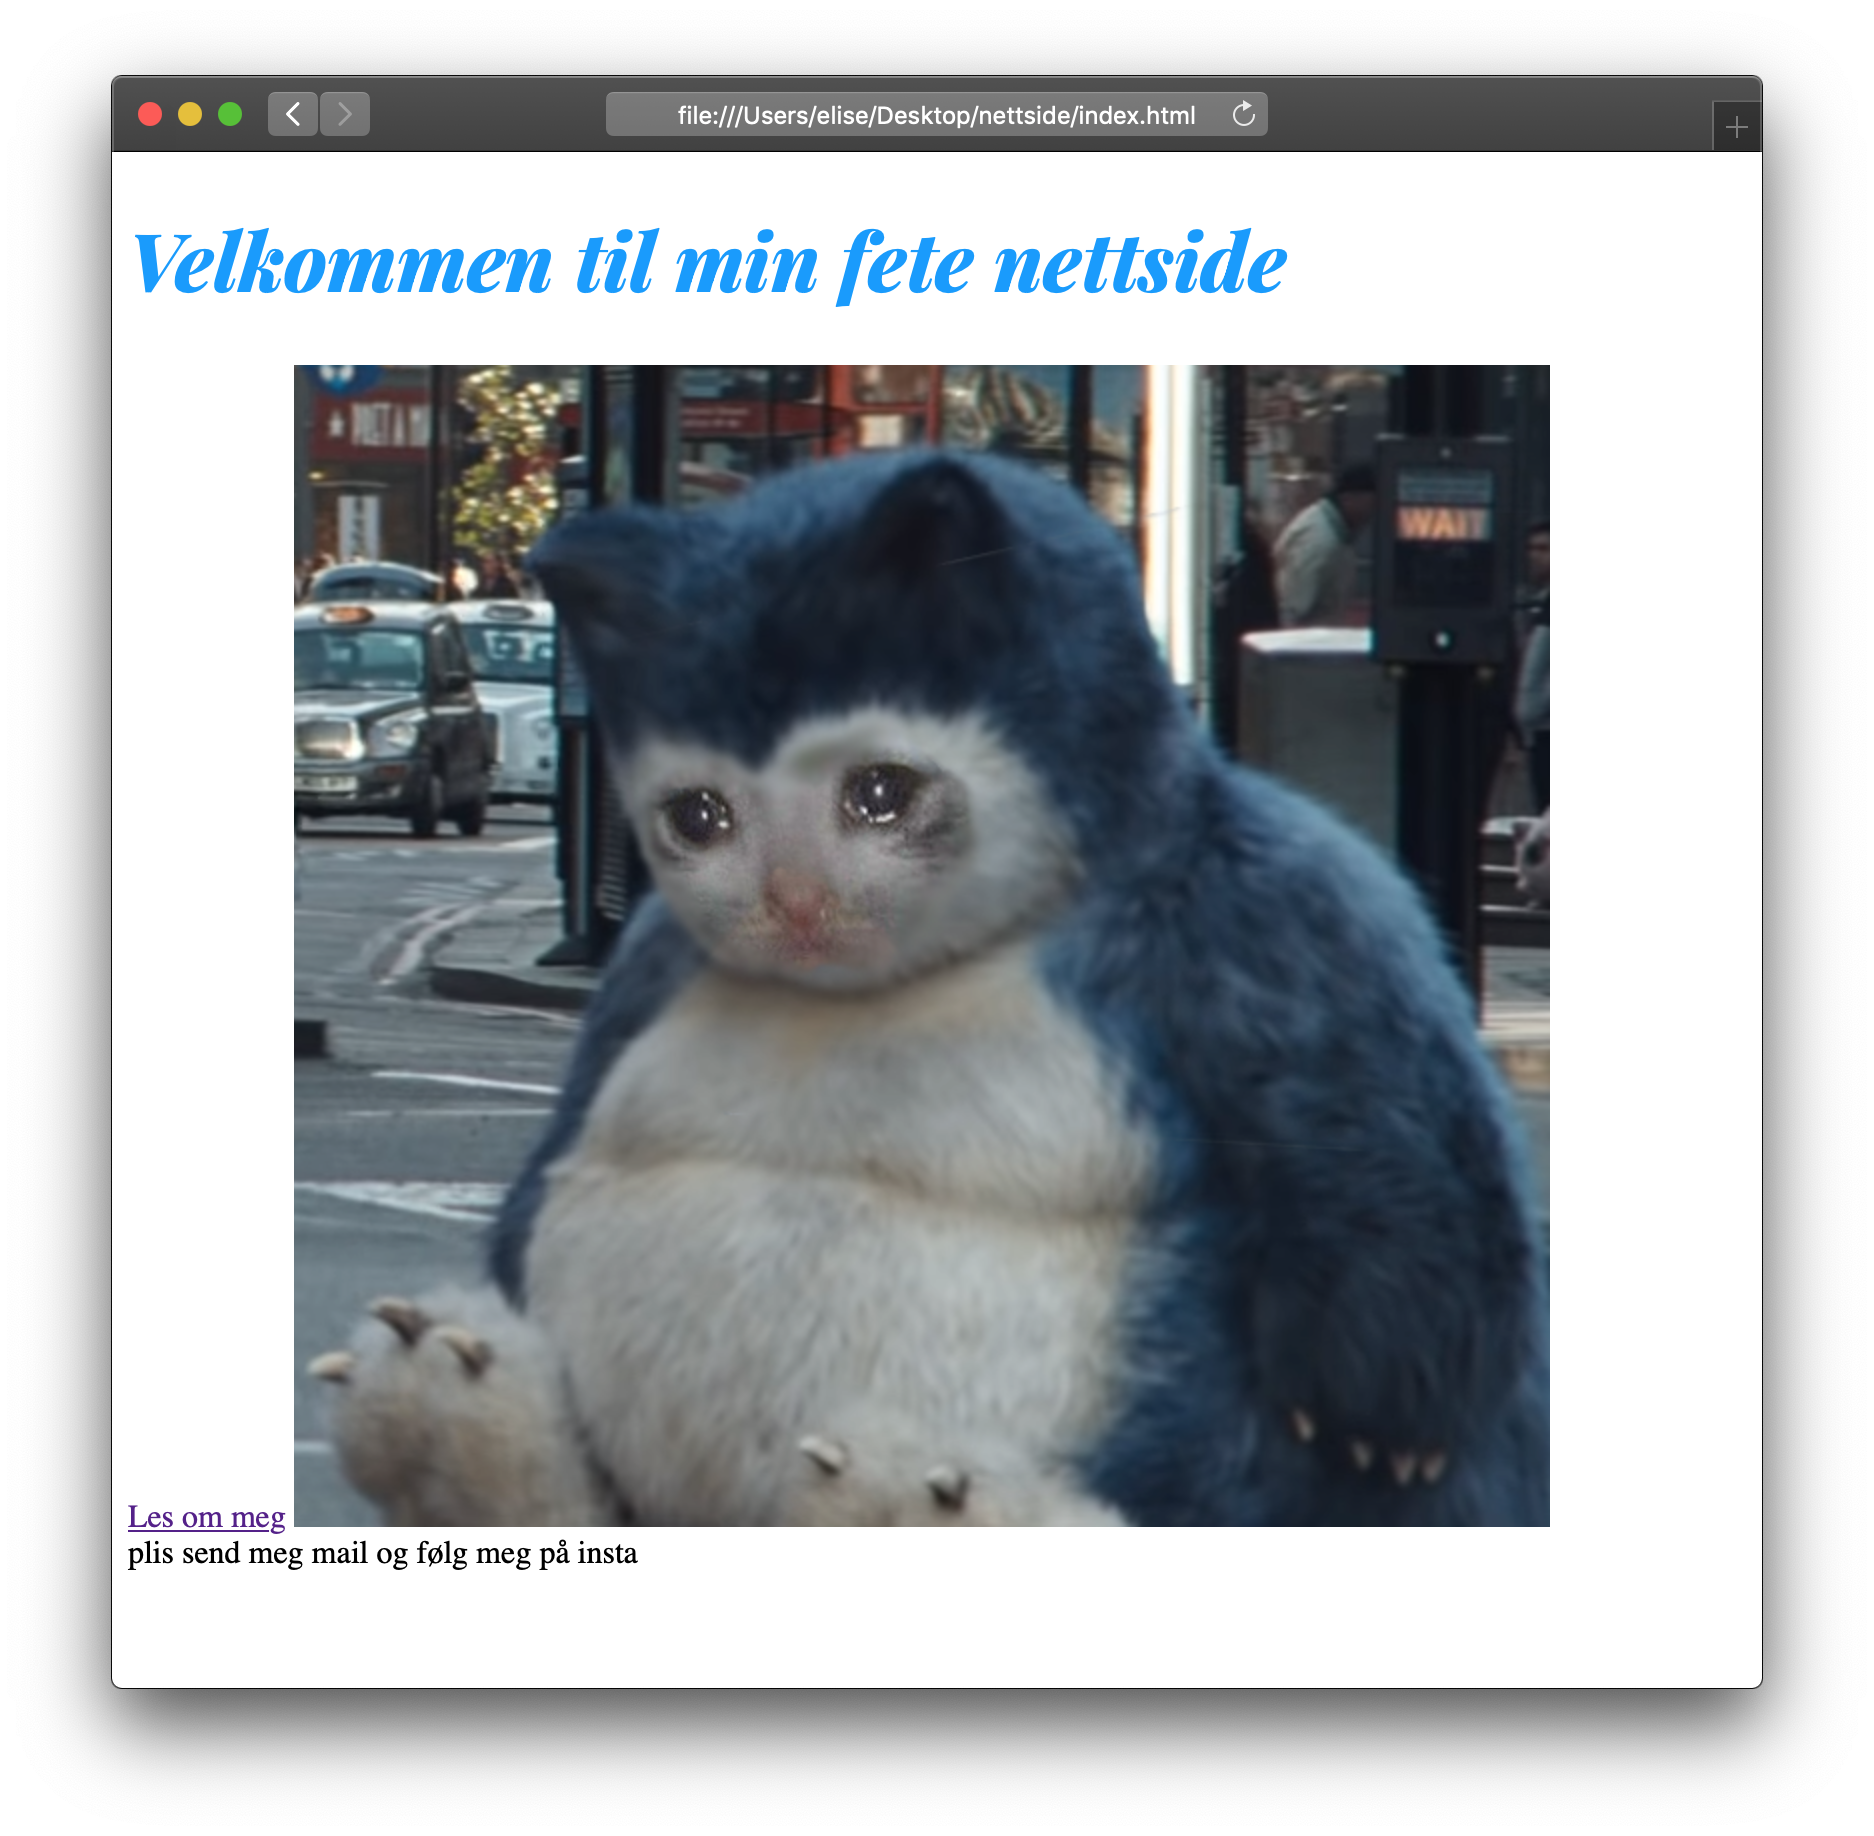 file:///Users/elise/Desktop/nettside/index.html
Velkommen til min fete nettside
WAIT
Les om meg
plis send meg mail og følg meg på insta